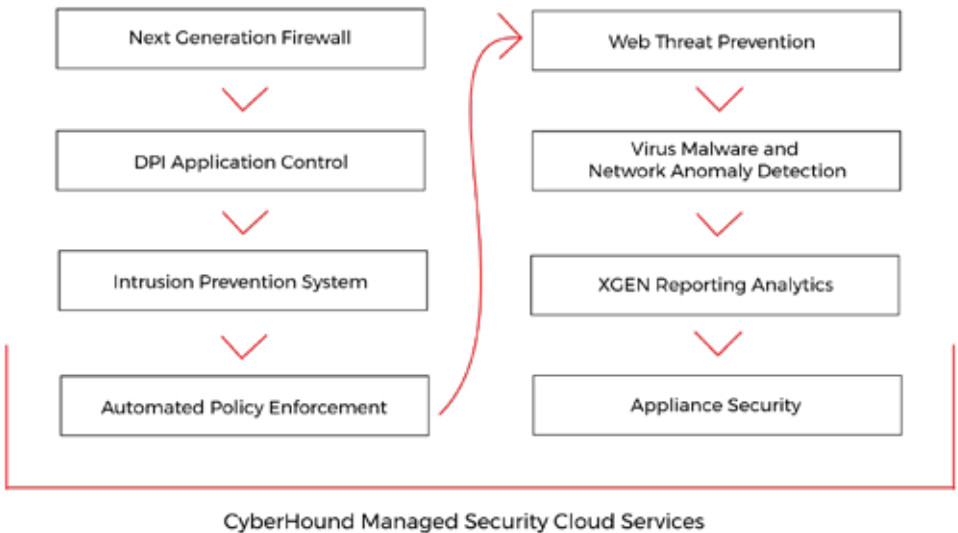 Next Generation Firewall
DPI Application Control
Intrusion Prevention System
Automated Policy Enforcement
Web Threat Prevention
Virus Malware and
Network Anomaly Detection
XGEN Reporting Analytics
Appliance Security
CyberHound Managed Security Cloud Services